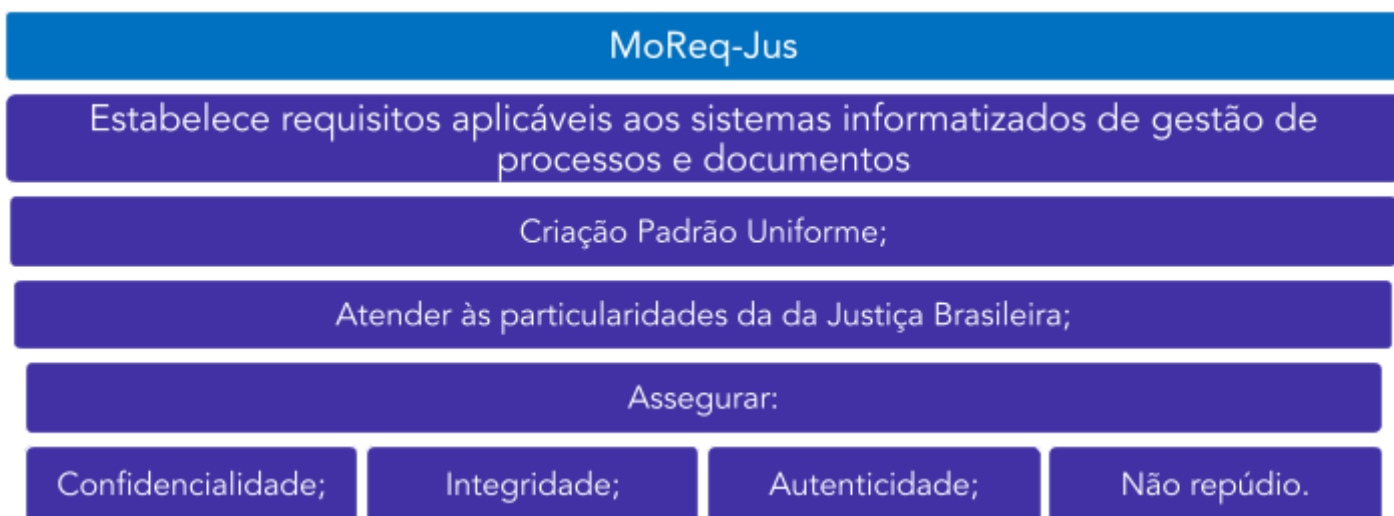 MoReq-Jus
Estabelece requisitos aplicáveis aos sistemas informatizados de gestão de
processos e documentos
Criação Padrão Uniforme;
Atender às particularidades da da Justiça Brasileira;
Assegurar:
Confidencialidade;
Integridade;
Autenticidade;
Não repúdio.